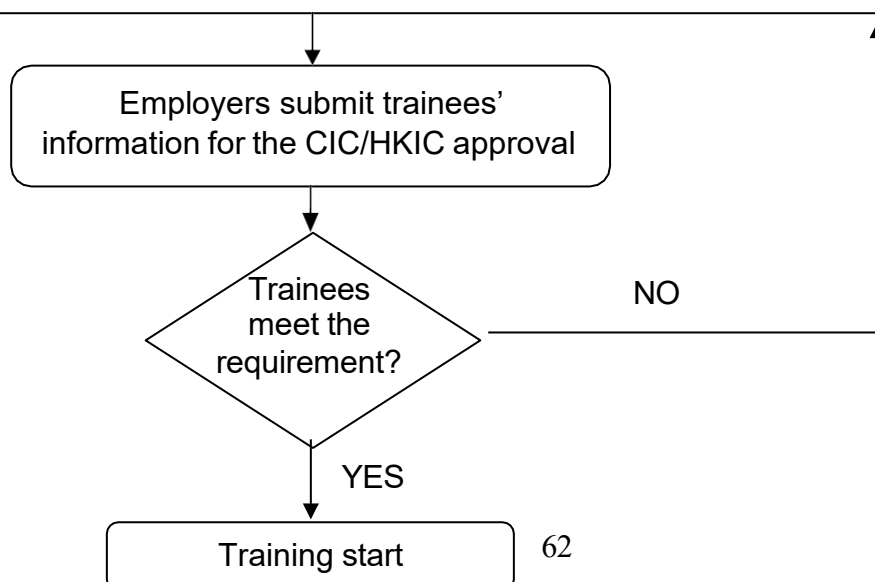 Employers submit trainees’
information for the CIC/HKIC approval
Trainees
meet the
requirement?
NO
YES
Training start
62